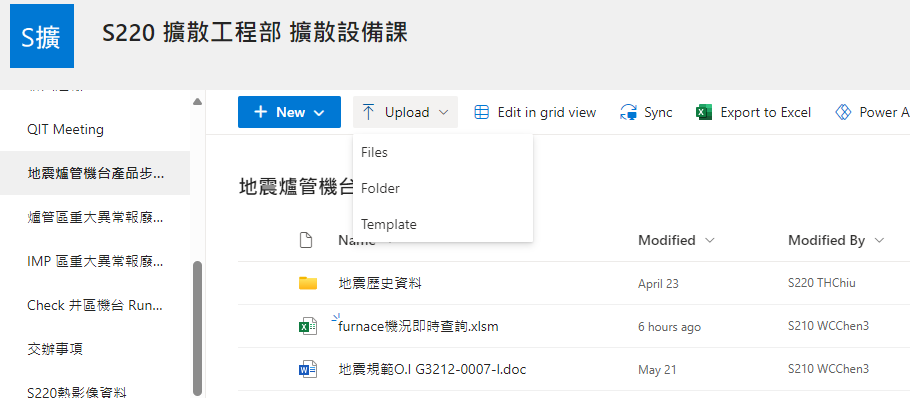 S擴
S220 擴散工程部 擴散設備課
QIT Meeting
地震爐管機台產品步...
爐管區重大異常報廢...
IMP 區重大異常報廢...
Check 井區機台 Run...
交辦事項
S220熱影像資料
New
Upload
Edit in grid view
Sync
Export to Excel
Power A
Files
Folder
Template
地震爐管機台
Name
Modified
Modified By
地震歷史資料
April 23
S220 THChiu
furnace機況即時查詢.xlsm
6 hours ago
S210 WCChen3
地震規範O.I G3212-0007-I.doc
May 21
S210 WCChen3